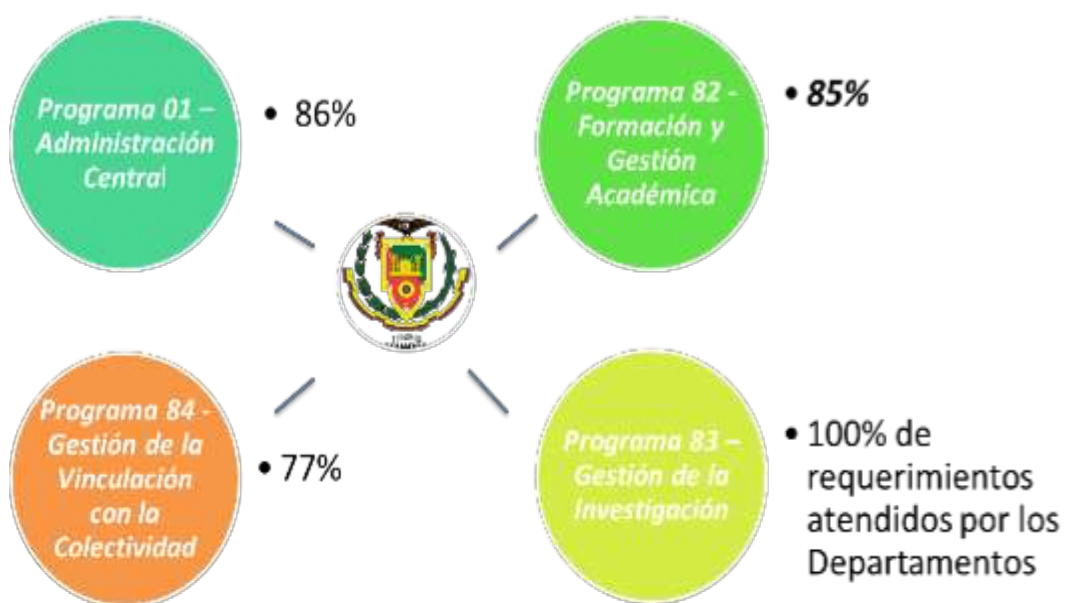 Programa 01 –
Administración
Central
• 86%
Programa 82 -
Formación y
Gestión
Académica
• 85%
Programa 84 -
Gestión de la
Vinculación
con la
Colectividad
• 77%
Programa 83 –
Gestión de la
Investigación
• 100% de
requerimientos
atendidos por los
Departamentos